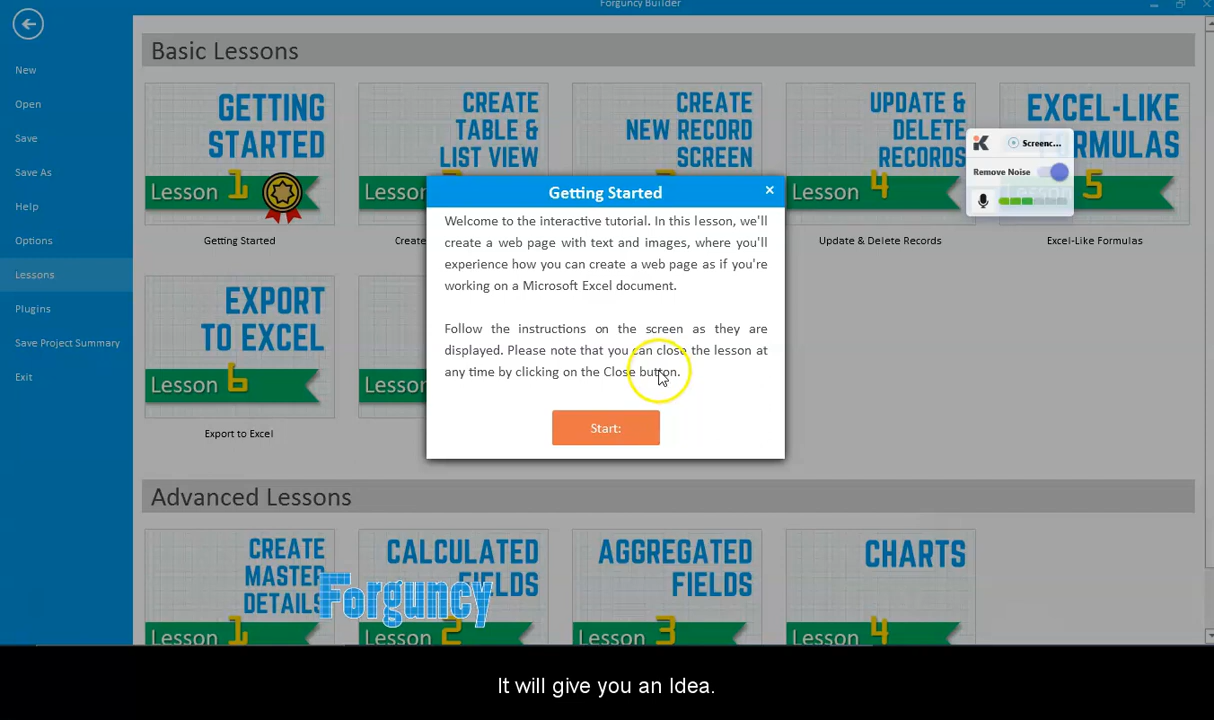 Forguncy Builder
New
Open
Save
Save As
Help
Options
Lessons
Plugins
Save Project Summary
Exit
Basic Lessons
GETTING
STARTED
Lesson 1
Getting Started
CREATE
TABLE &
LIST VIEW
Lesson
CREATE
NEW RECORD
SCREEN
UPDATE &
DELETE
RECORDS
Lesson 4
Update & Delete Records
EXCEL-LIKE
FORMULAS
5
Excel-Like Formulas
Screenc...
Remove Noise
EXPORT
TO EXCEL
Lesson 6
Export to Excel
Lesson
Getting Started
Welcome to the interactive tutorial. In this lesson, we'll
create a web page with text and images, where you'll
experience how you can create a web page as if you're
working on a Microsoft Excel document.
Follow the instructions on the screen as they are
displayed. Please note that you can close the lesson at
any time by clicking on the Close button.
Start:
Advanced Lessons
CREATE
MASTER
DETAILS
Lesson 1
CALCULATED
FIELDS
Lesson 2
AGGREGATED
FIELDS
Lesson 3
CHARTS
Lesson 4
Forguncy
It will give you an Idea.